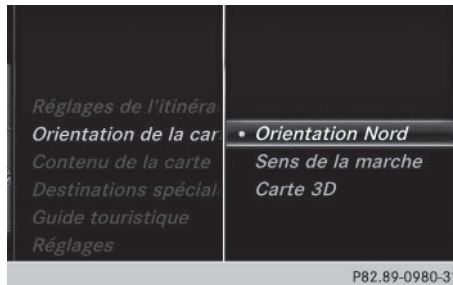 Réglages de l'itinéra
Orientation de la car
Contenu de la carte
Destinations spécial
Guide touristique
Réglages
• Orientation Nord
Sens de la marche
Carte 3D
P82.89-0980-31